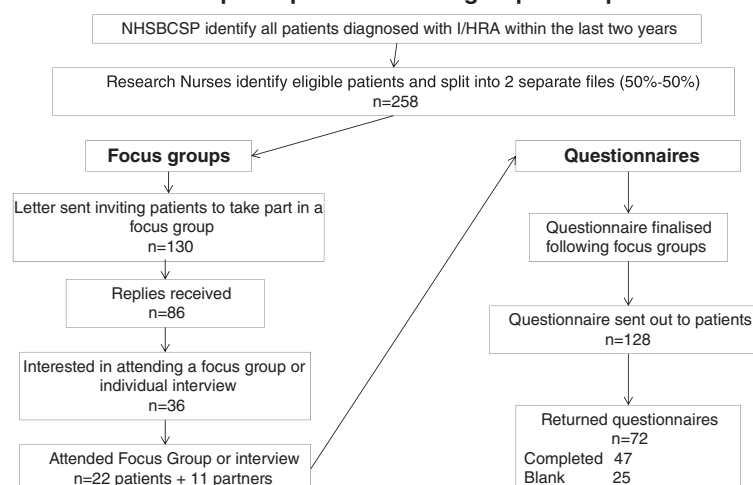 NHSBCSP identify all patients diagnosed with I/HRA within the last two years
Research Nurses identify eligible patients and split into 2 separate files (50%-50%)
n=258
Focus groups
Letter sent inviting patients to take part in a
focus group
n=130
Replies received
n=86
Interested in attending a focus group or
individual interview
n=36
Attended Focus Group or interview
n=22 patients + 11 partners
Questionnaires
Questionnaire finalised
following focus groups
Questionnaire sent out to patients
n=128
Returned questionnaires
n=72
Completed 47
Blank 25